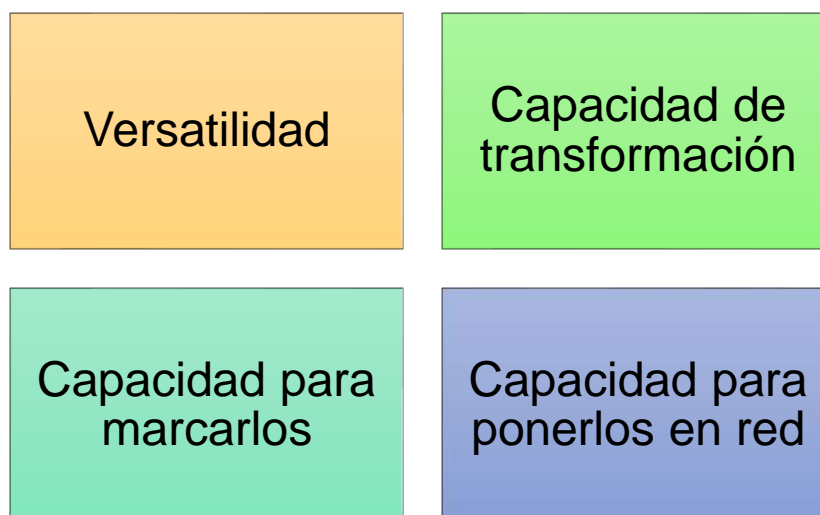 Versatilidad
Capacidad de
transformación
Capacidad para
marcarlos
Capacidad para
ponerlos en red